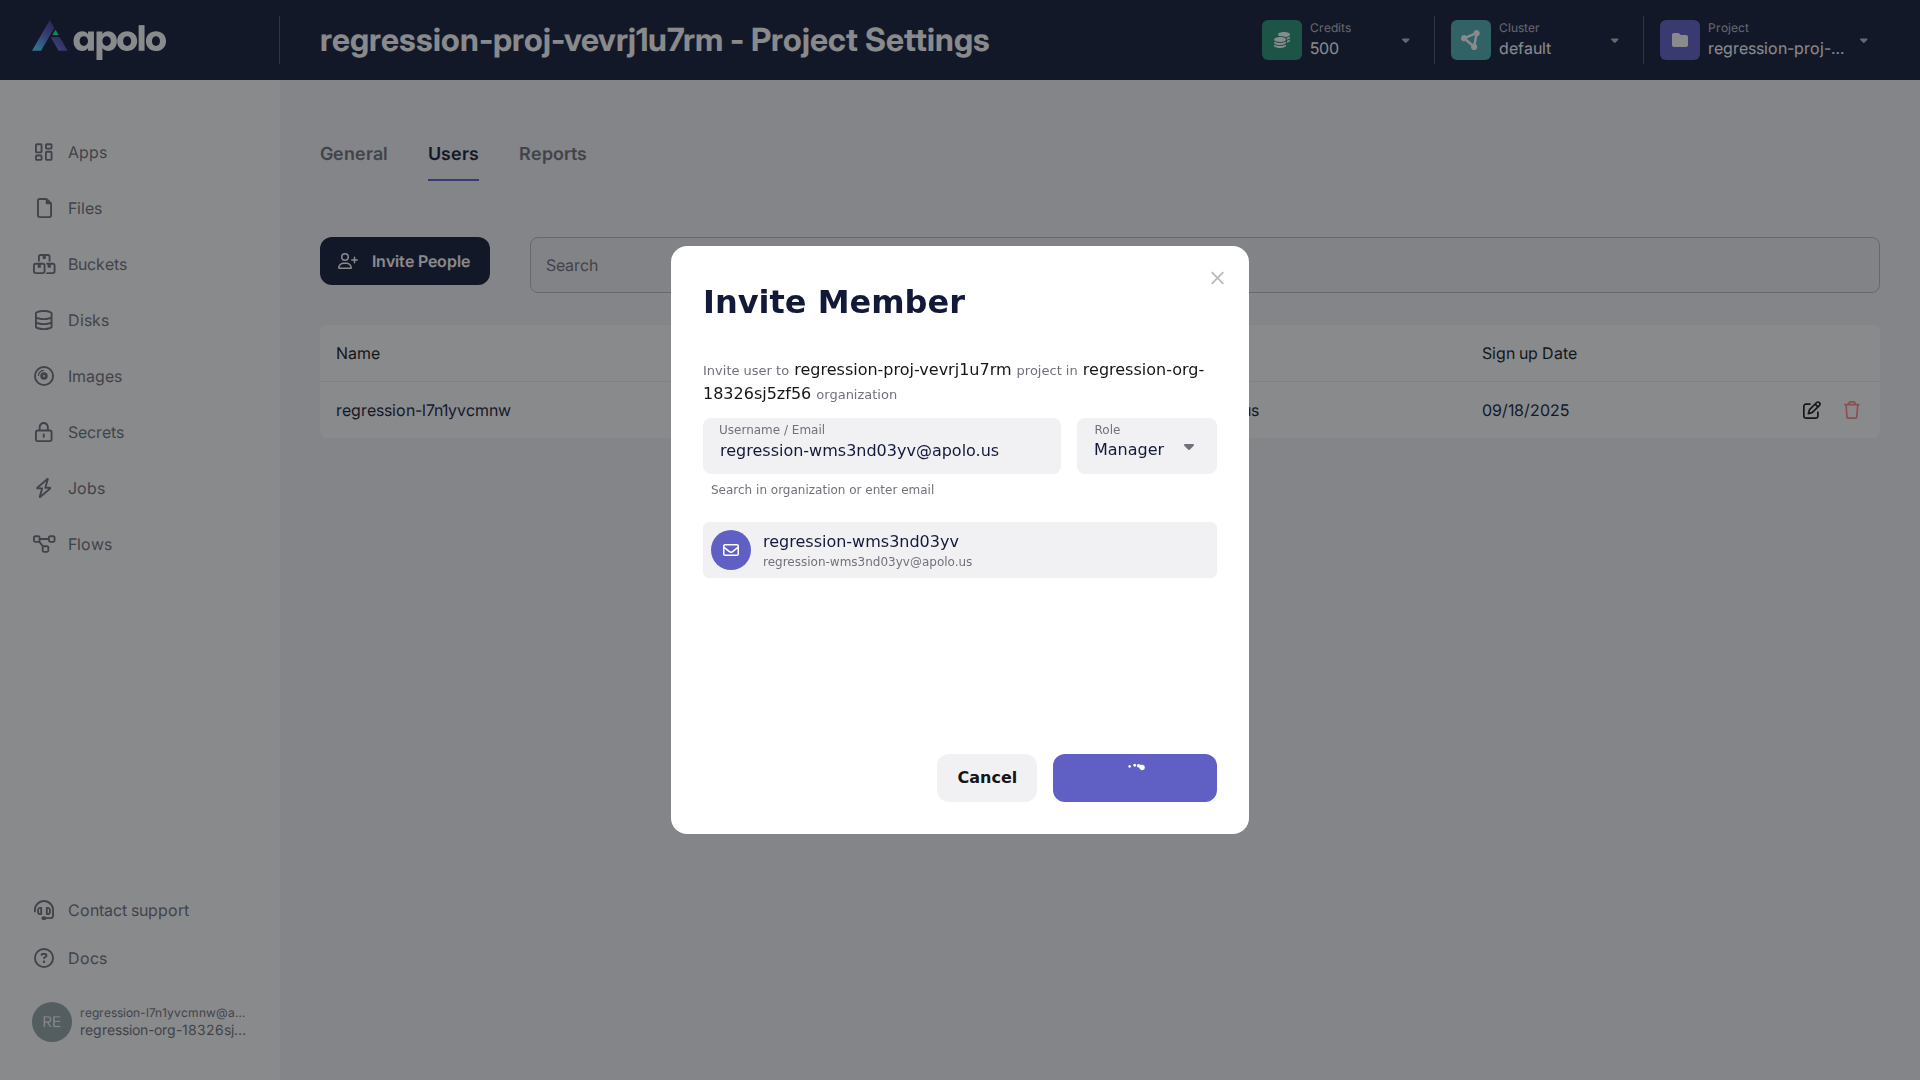 apolo
regression-proj-vevrj1u7rm - Project Settings
Credits
500
Cluster
default
Project
regression-proj-...
Apps
Files
Buckets
Disks
Images
Secrets
Jobs
Flows
Contact support
Docs
RE
regression-l7n1yvcmnw@a...
regression-org-18326sj...
General
Users
Reports
Invite People
Search
Name
Sign up Date
regression-l7n1yvcmnw
us
09/18/2025
Invite Member
Invite user to regression-proj-vevrj1u7rm project in regression-org-
18326sj5zf56 organization
Username / Email
regression-wms3nd03yv@apolo.us
Role
Manager
Search in organization or enter email
regression-wms3nd03yv
regression-wms3nd03yv@apolo.us
Cancel